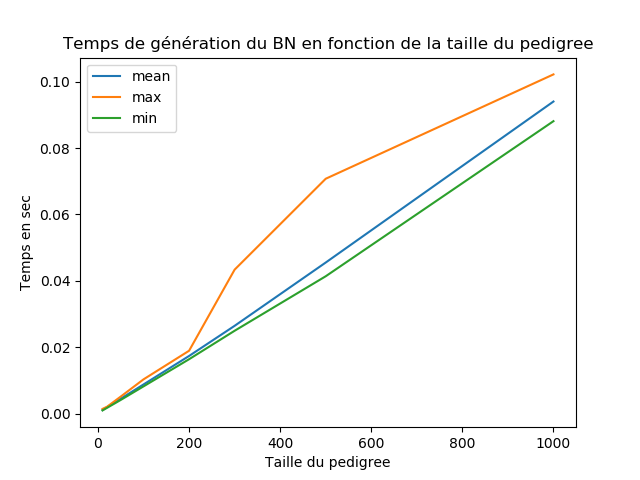 Temps de génération du BN en fonction de la taille du pedigree
mean
max
min
0.10
0.08
0.06
0.04
0.02
0.00
Temps en sec
0
200
400
600
800
1000
Taille du pedigree